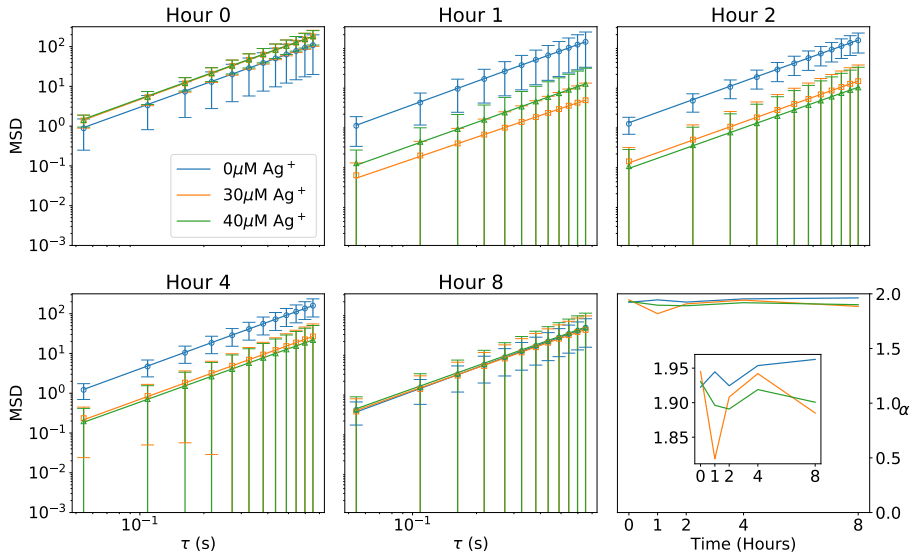 Hour 0
Hour 1
Hour 2
MSD
10²
10¹
10⁰
10⁻¹
10⁻²
10⁻³
0μM Ag⁺
30μM Ag⁺
40μM Ag⁺
Hour 4
Hour 8
MSD
10²
10¹
10⁰
10⁻¹
10⁻²
10⁻³
10⁻¹
τ (s)
10⁻¹
τ (s)
1.95
1.90
1.85
0 1 2 4 8
0 1 2 4 8
Time (Hours)
2.0
1.5
1.0
0.5
0.0
α